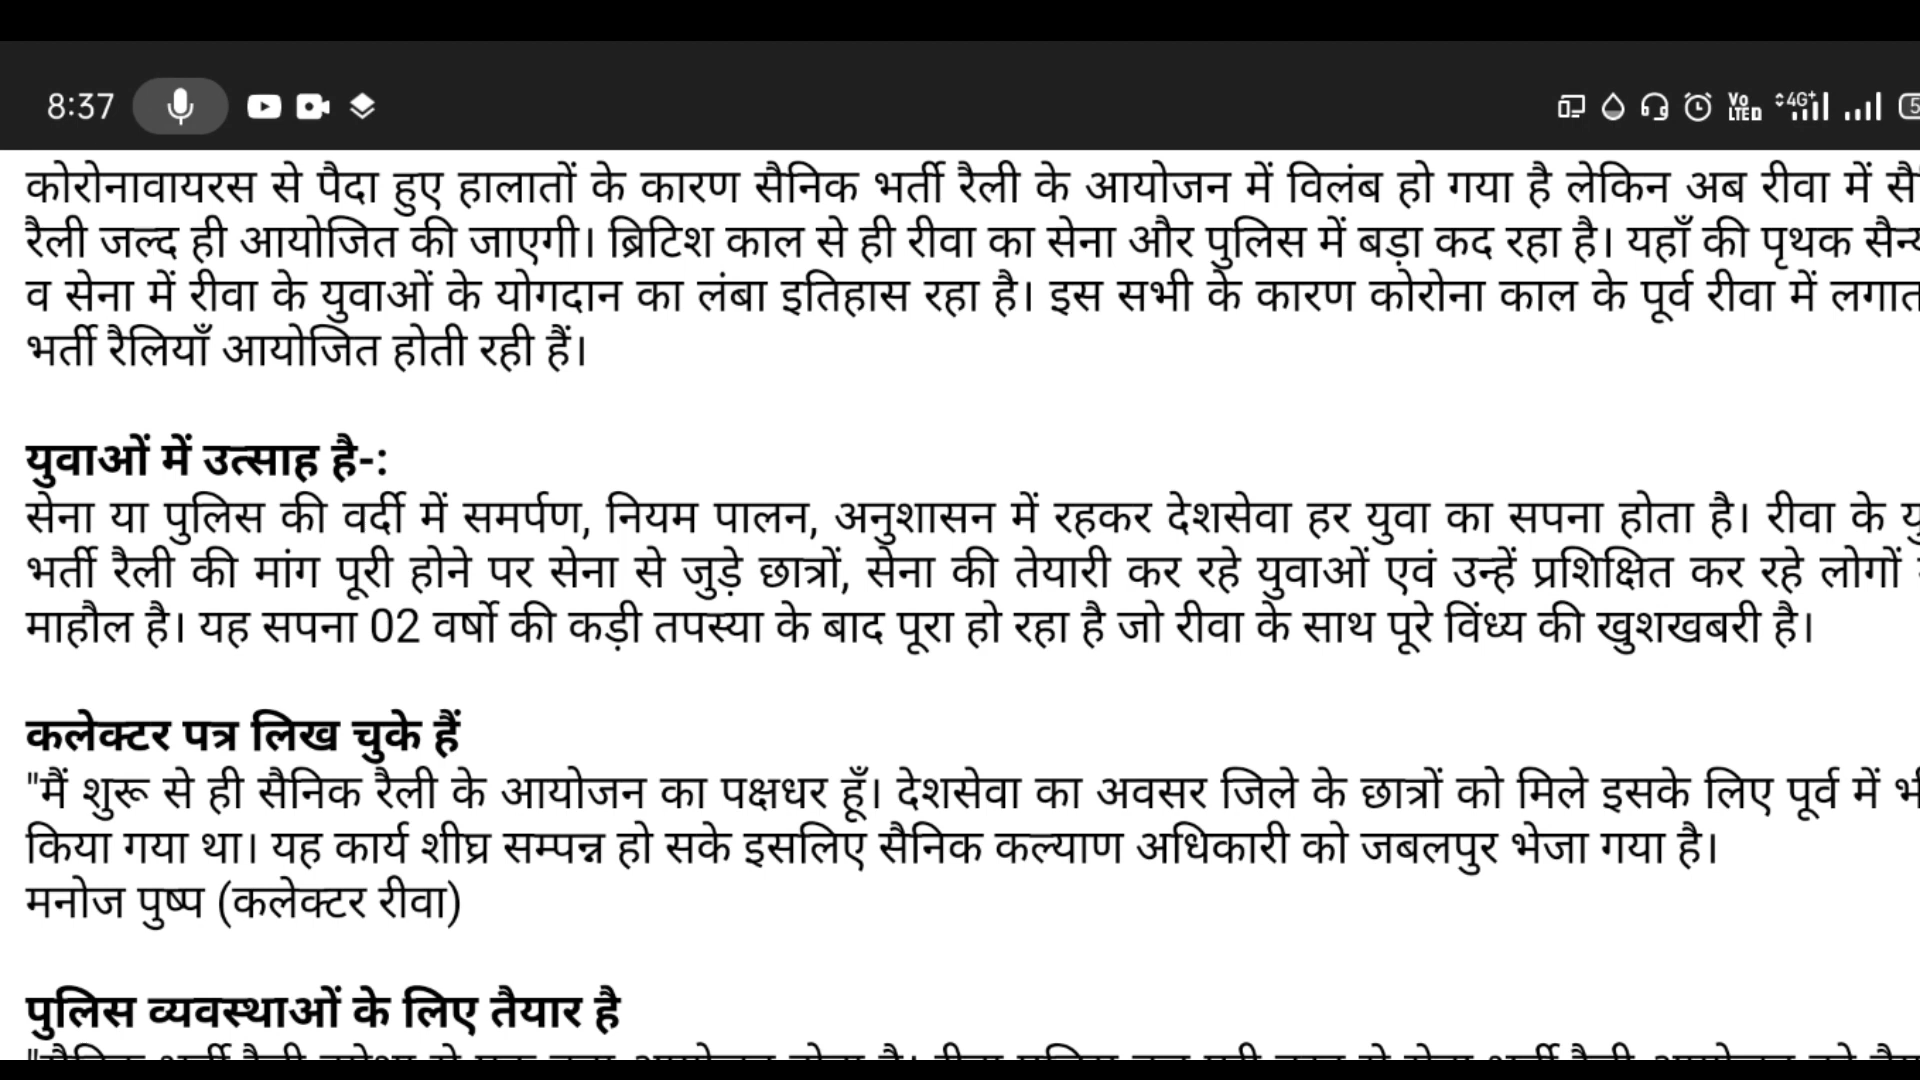 8:37
Vo LTE D 4G+
कोरोनावायरस से पैदा हुए हालातों के कारण सैनिक भर्ती रैली के आयोजन में विलंब हो गया है लेकिन अब रीवा में
रैली जल्द ही आयोजित की जाएगी। ब्रिटिश काल से ही रीवा का सेना और पुलिस में बड़ा कद रहा है। यहाँ की पृथक
व सेना में रीवा के युवाओं के योगदान का लंबा इतिहास रहा है। इस सभी के कारण कोरोना काल के पूर्व रीवा में
भर्ती रैलियाँ आयोजित होती रही हैं।
युवाओं में उत्साह है-:
सेना या पुलिस की वर्दी में समर्पण, नियम पालन, अनुशासन में रहकर देशसेवा हर युवा का सपना होता है। रीवा के
भर्ती रैली की मांग पूरी होने पर सेना से जुड़े छात्रों, सेना की तेयारी कर रहे युवाओं एवं उन्हें प्रशिक्षित कर रहे लोगों
माहौल है। यह सपना 02 वर्षो की कड़ी तपस्या के बाद पूरा हो रहा है जो रीवा के साथ पूरे विंध्य की खुशखबरी है।
कलेक्टर पत्र लिख चुके हैं
"मैं शुरू से ही सैनिक रैली के आयोजन का पक्षधर हूँ। देशसेवा का अवसर जिले के छात्रों को मिले इसके लिए पूर्व में
किया गया था। यह कार्य शीघ्र सम्पन्न हो सके इसलिए सैनिक कल्याण अधिकारी को जबलपुर भेजा गया है।
मनोज पुष्प (कलेक्टर रीवा)
पुलिस व्यवस्थाओं के लिए तैयार है